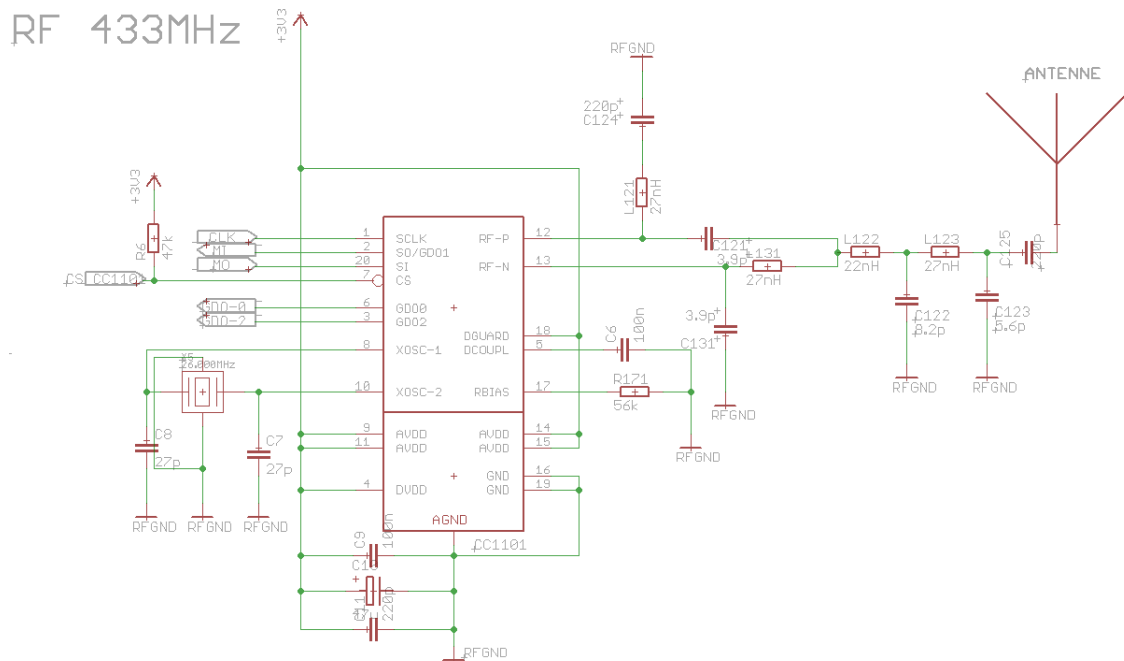 RF 433MHz
+3V3
RFGND
220p
C124
L121
27nH
ANTENNE
+3V3
R6
47k
CLK
MI
MO
CS CC1101
GDO-0
GDO-2
1 SCLK
2 SO/GDO1
20 SI
7 CS
6 GDO0
3 GDO2
8 XOSC-1
10 XOSC-2
9 AVDD
11 AVDD
4 DVDD
RF-P 12
RF-N 13
DGUARD 18
DCOUPL 5
RBIAS 17
AVDD 14
AVDD 15
GND 16
GND 19
AGND
CC1101
C121
3.9p
L131
27nH
L122
22nH
L123
27nH
C125
220p
3.9p
C131
RFGND
C122
8.2p
RFGND
C123
5.6p
RFGND
C6
100n
R171
56k
RFGND
26.000MHz
C8
27p
C7
27p
RFGND
RFGND
RFGND
C9
100n
C10
C11
220p
RFGND